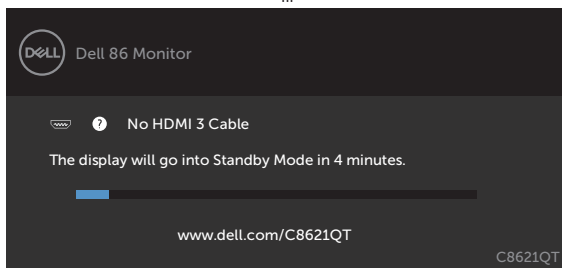 ...
DELL Dell 86 Monitor
? No HDMI 3 Cable
The display will go into Standby Mode in 4 minutes.
www.dell.com/C8621QT
C8621QT